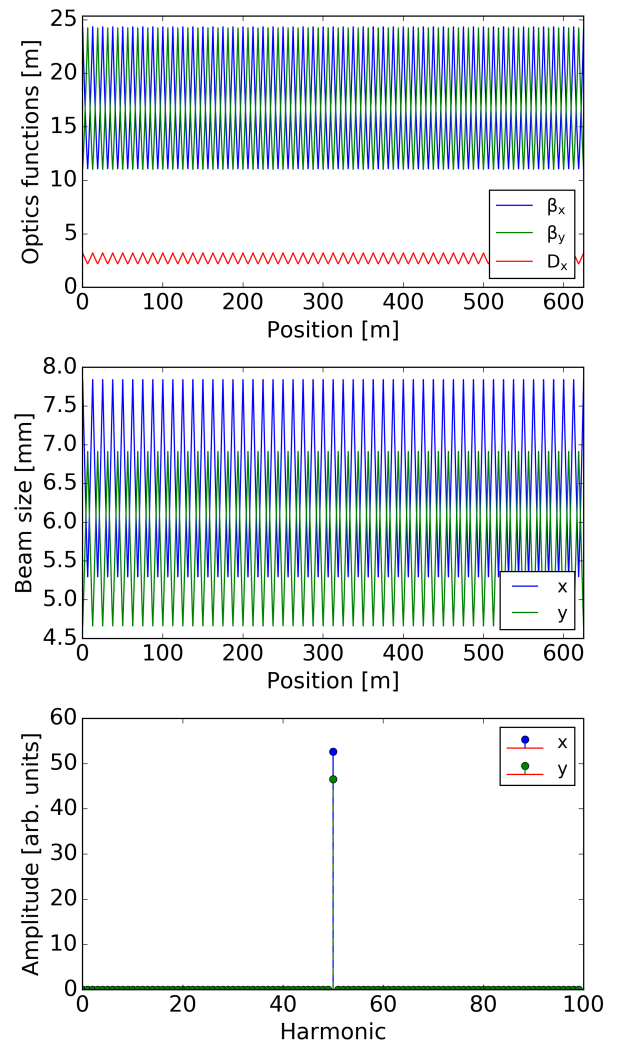 25
20
15
10
5
0
Optics functions [m]
βx
βy
Dx
0 100 200 300 400 500 600
Position [m]
8.0
7.5
7.0
6.5
6.0
5.5
5.0
4.5
Beam size [mm]
x
y
0 100 200 300 400 500 600
Position [m]
60
50
40
30
20
10
0
Amplitude [arb. units]
x
y
0 20 40 60 80 100
Harmonic